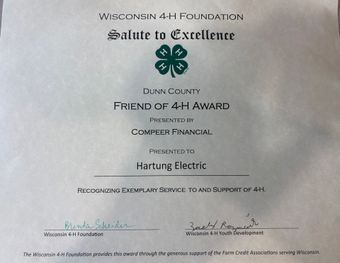 WISCONSIN 4-H FOUNDATION
Salute to Excellence
H H H H
DUNN COUNTY
FRIEND OF 4-H AWARD
PRESENTED BY
COMPEER FINANCIAL
PRESENTED TO
Hartung Electric
RECOGNIZING EXEMPLARY SERVICE TO AND SUPPORT OF 4-H.
Brenda Scheider
Wisconsin 4-H Foundation Wisconsin 4-H Youth Development
The Wisconsin 4-H Foundation provides this award through the generous support of the Farm Credit Associations serving Wisconsin.